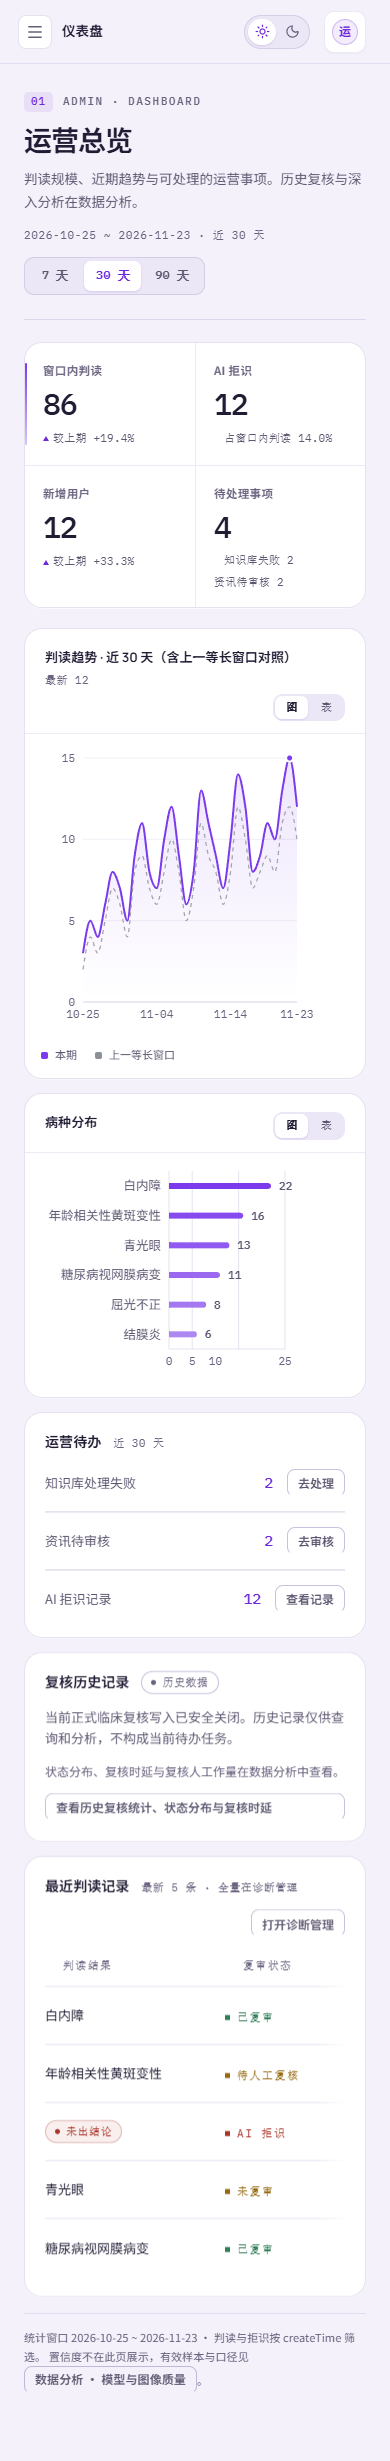 仪表盘
运
01 ADMIN · DASHBOARD
运营总览
判读规模、近期趋势与可处理的运营事项。历史复核与深
入分析在数据分析。
2026-10-25 ~ 2026-11-23 · 近 30 天
7 天 30 天 90 天
窗口内判读
86
较上期 +19.4%
AI 拒识
12
占窗口内判读 14.0%
新增用户
12
较上期 +33.3%
待处理事项
4
知识库失败 2
资讯待审核 2
判读趋势 · 近 30 天（含上一等长窗口对照）
最新 12
图 表
15
10
5
0
10-25 11-04 11-14 11-23
本期 上一等长窗口
病种分布
图 表
白内障 22
年龄相关性黄斑变性 16
青光眼 13
糖尿病视网膜病变 11
屈光不正 8
结膜炎 6
0 5 10 25
运营待办 近 30 天
知识库处理失败 2 去处理
资讯待审核 2 去审核
AI 拒识记录 12 查看记录
复核历史记录 历史数据
当前正式临床复核写入已安全关闭。历史记录仅供查
询和分析，不构成当前待办任务。
状态分布、复核时延与复核人工作量在数据分析中查看。
查看历史复核统计、状态分布与复核时延
最近判读记录 最新 5 条 · 全量在诊断管理
打开诊断管理
判读结果 复审状态
白内障 已复审
年龄相关性黄斑变性 待人工复核
未出结论 AI 拒识
青光眼 未复审
糖尿病视网膜病变 已复审
统计窗口 2026-10-25 ~ 2026-11-23 · 判读与拒识按 createTime 筛
选。 置信度不在此页展示，有效样本与口径见
数据分析 · 模型与图像质量 。